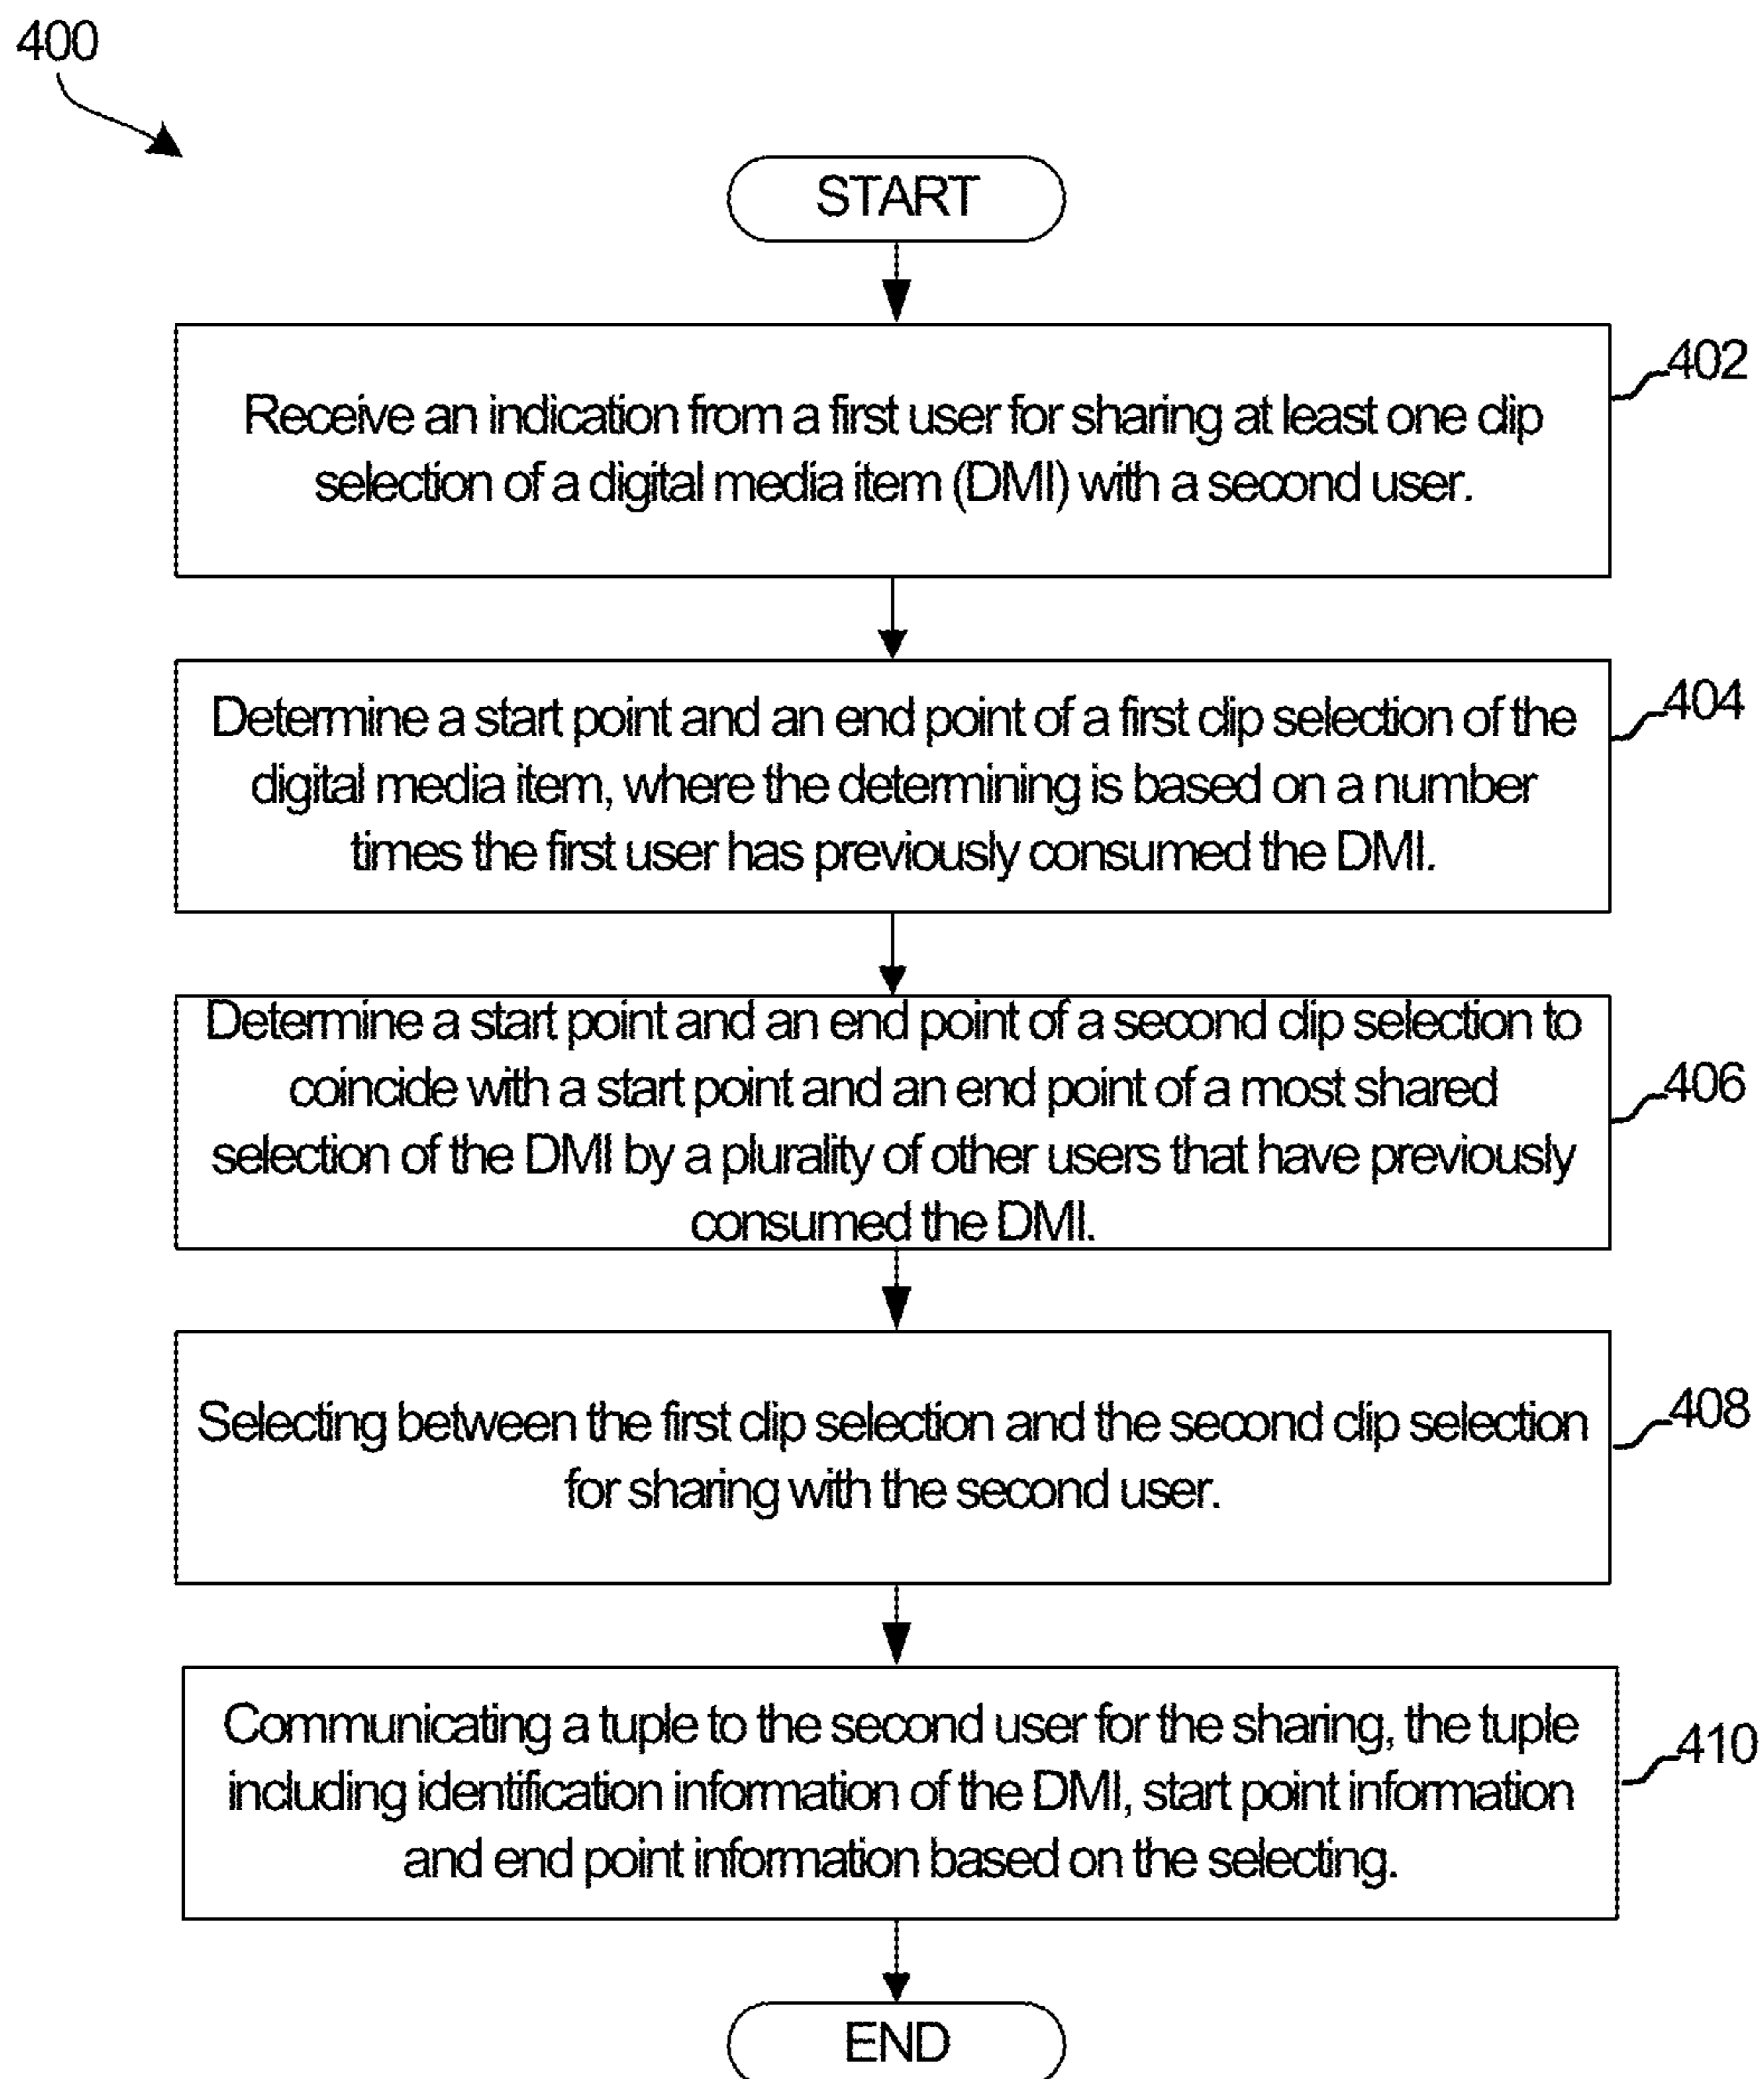 400
START
Receive an indication from a first user for sharing at least one clip
selection of a digital media item (DMI) with a second user.
402
Determine a start point and an end point of a first clip selection of the
digital media item, where the determining is based on a number
times the first user has previously consumed the DMI.
404
Determine a start point and an end point of a second clip selection to
coincide with a start point and an end point of a most shared
selection of the DMI by a plurality of other users that have previously
consumed the DMI.
406
Selecting between the first clip selection and the second clip selection
for sharing with the second user.
408
Communicating a tuple to the second user for the sharing, the tuple
including identification information of the DMI, start point information
and end point information based on the selecting.
410
END